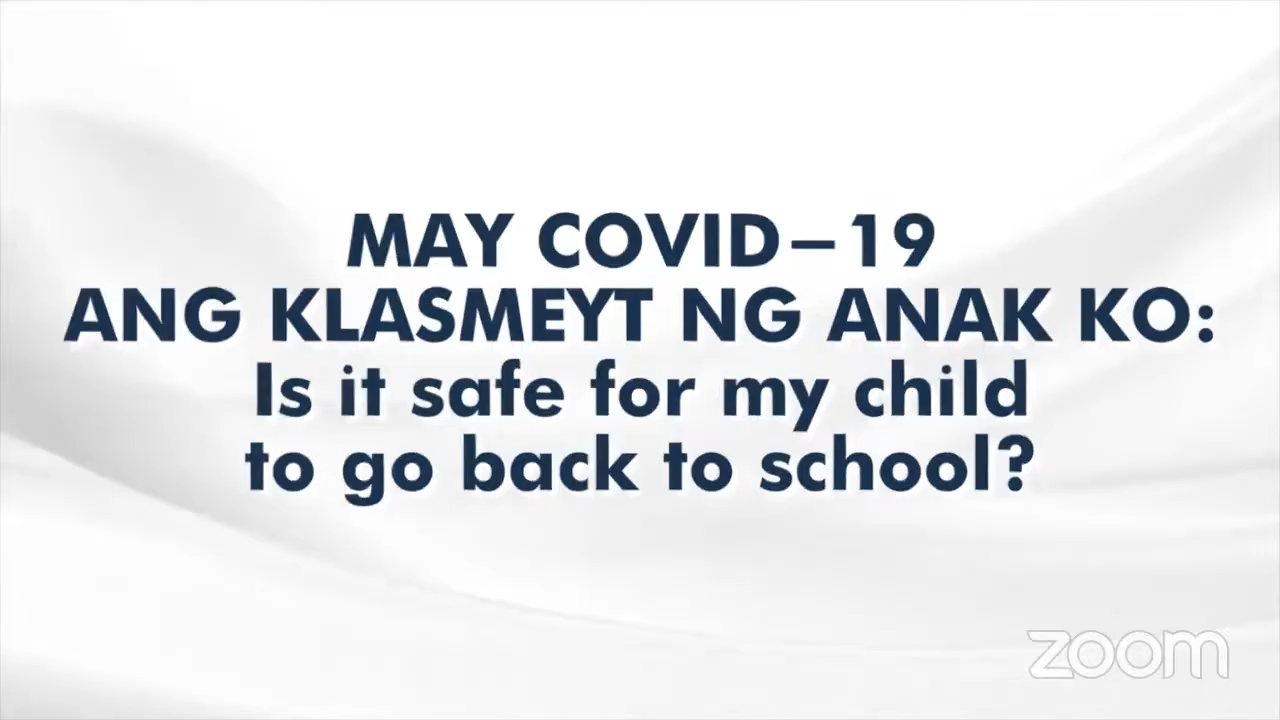 MAY COVID–19
ANG KLASMEYT NG ANAK KO:
Is it safe for my child
to go back to school?
zoom